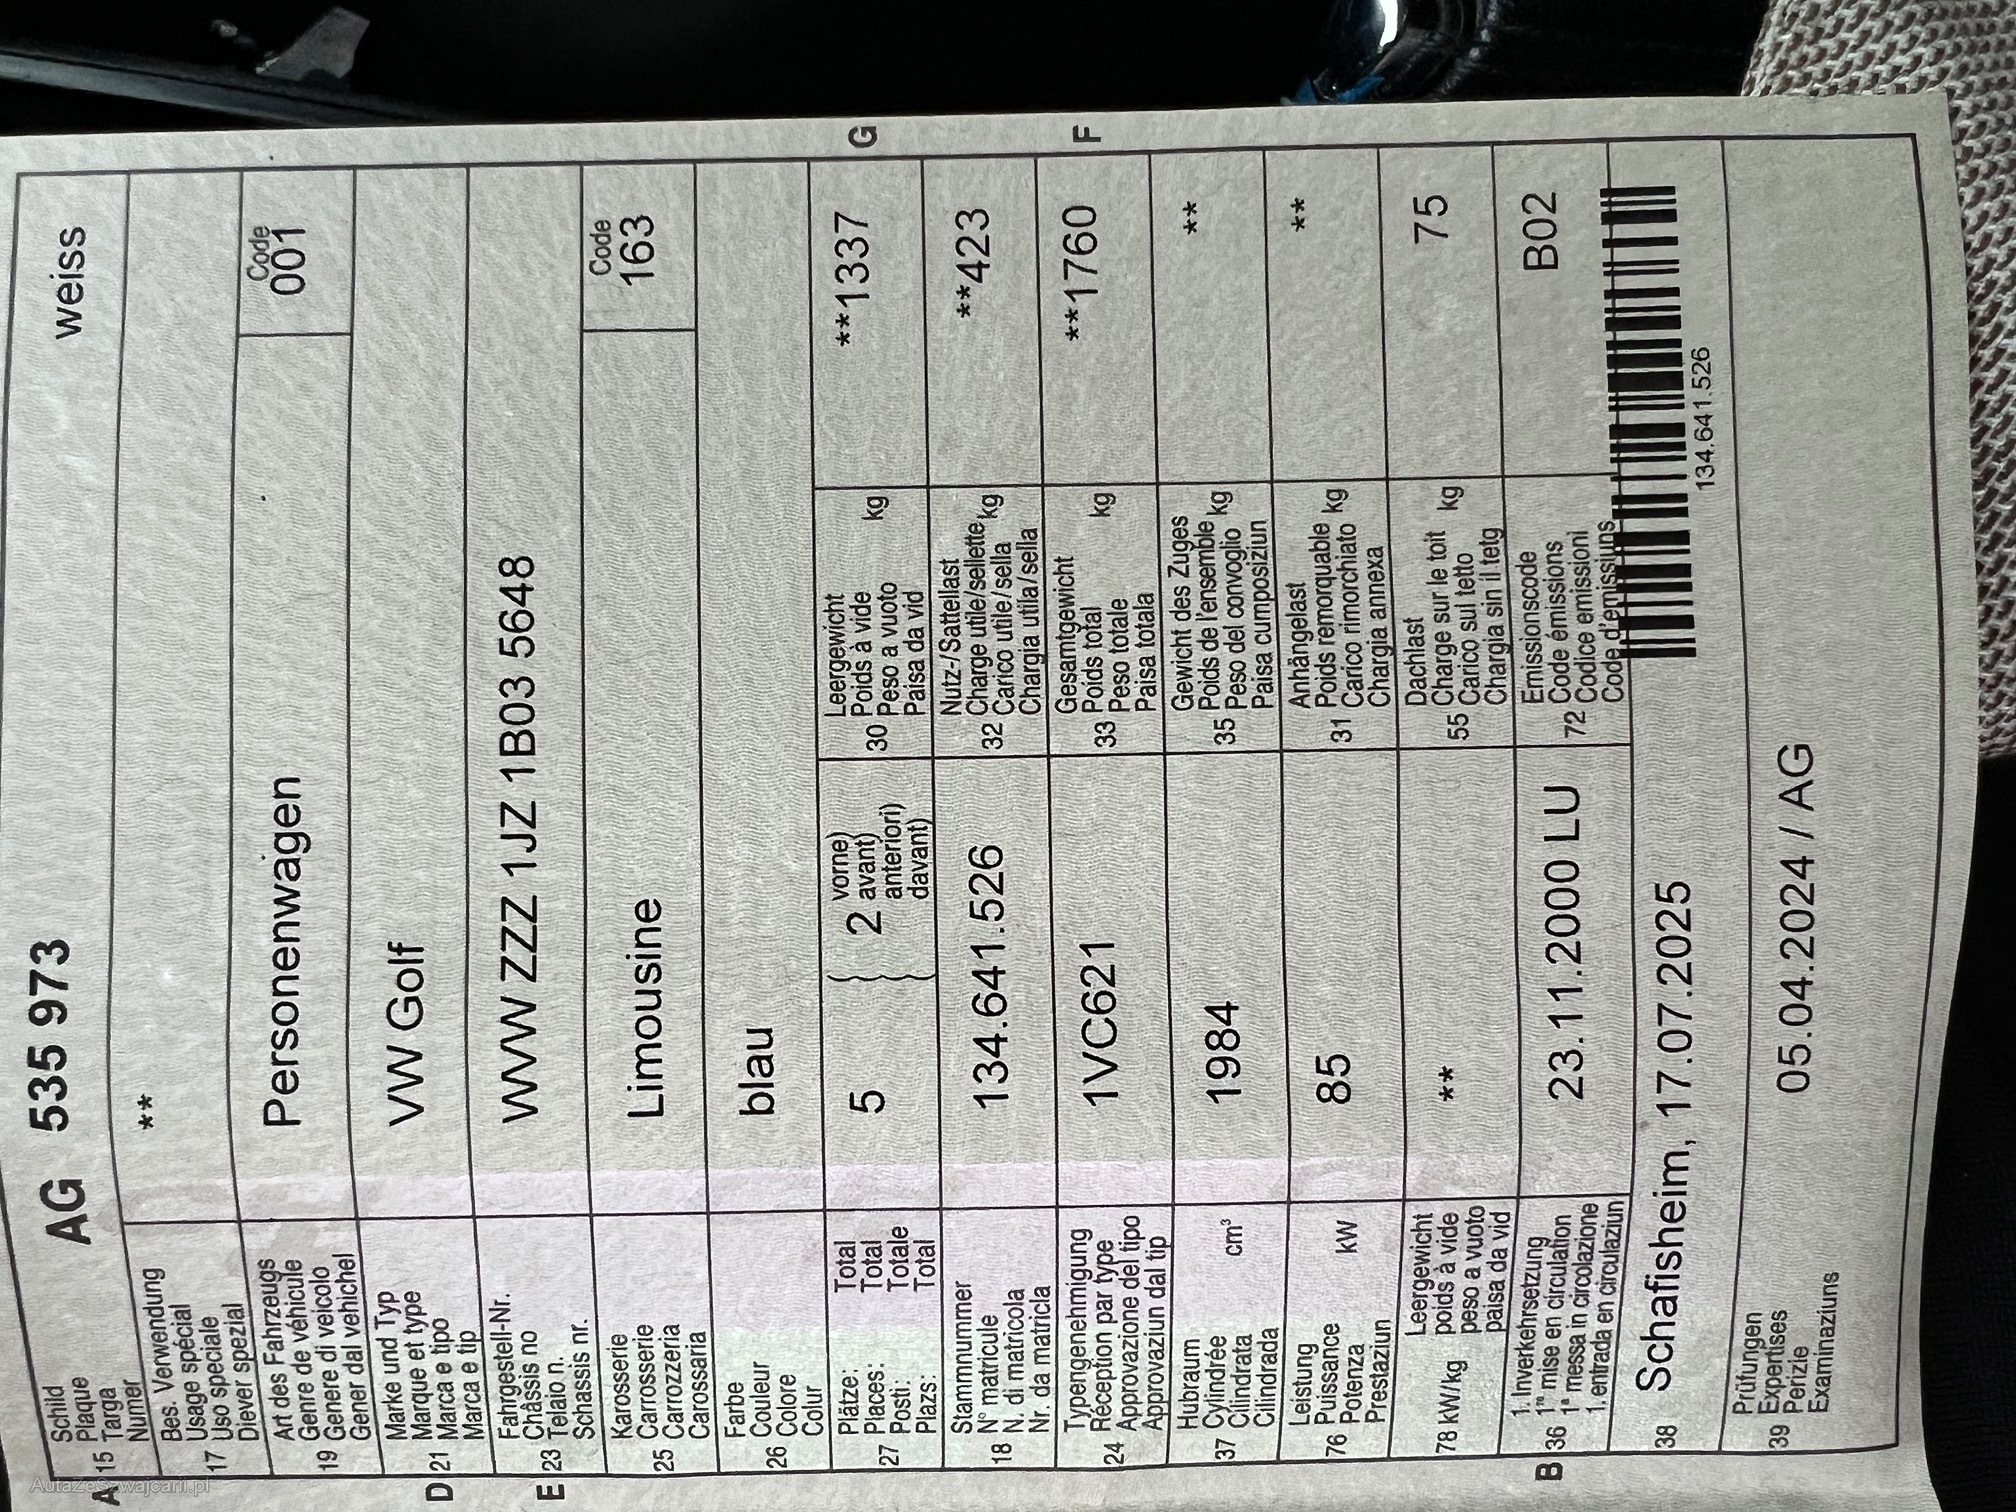 A 15 Schild AG 535 973 weiss
Plaque
Targa
Numer
17 Bes. Verwendung **
Usage spécial
Uso speciale
Diever spezial
19 Art des Fahrzeugs Personenwagen Code
Genre de véhicule 001
Genere di veicolo
Gener dal vehichel
D 21 Marke und Typ VW Golf
Marque et type
Marca e tipo
Marca e tip
E 23 Fahrgestell-Nr. WVW ZZZ 1JZ 1B03 5648
Châssis no
Telaio n.
Schassis nr.
25 Karosserie Limousine Code
Carrosserie 163
Carrozzeria
Carossaria
26 Farbe blau
Couleur
Colore
Colur
27 Plätze: Total 5 { 2 vorne)
Places: Total avant)
Posti: Totale anteriori)
Plazs: Total davant)
30 Leergewicht **1337 G
Poids à vide
Peso a vuoto kg
Paisa da vid
18 Stammnummer 134.641.526
N° matricule
N. di matricola
Nr. da matricla
32 Nutz-/Sattellast **423
Charge utile/sellette
Carico utile/sella kg
Chargia utila/sella
24 Typengenehmigung 1VC621
Réception par type
Approvazione del tipo
Approvaziun dal tip
33 Gesamtgewicht **1760 F
Poids total
Peso totale kg
Paisa totala
37 Hubraum 1984
Cylindrée
Cilindrata cm³
Cilindrada
35 Gewicht des Zuges **
Poids de l'ensemble
Peso del convoglio kg
Paisa cumposiziun
76 Leistung 85
Puissance
Potenza kW
Prestaziun
31 Anhängelast **
Poids remorquable
Carico rimorchiato kg
Chargia annexa
78 kW/kg Leergewicht **
poids à vide
peso a vuoto
paisa da vid
55 Dachlast 75
Charge sur le toit
Carico sul tetto kg
Chargia sin il tetg
B 36 1. Inverkehrsetzung 23.11.2000 LU
1re mise en circulation
1a messa in circolazione
1. entrada en circulaziun
72 Emissionscode B02
Code émissions
Codice emissioni
Code d'emissiuns
38 Schafisheim, 17.07.2025
134.641.526
39 Prüfungen 05.04.2024 / AG
Expertises
Perizie
Examinaziuns
AutaZeSzwajcarii.pl